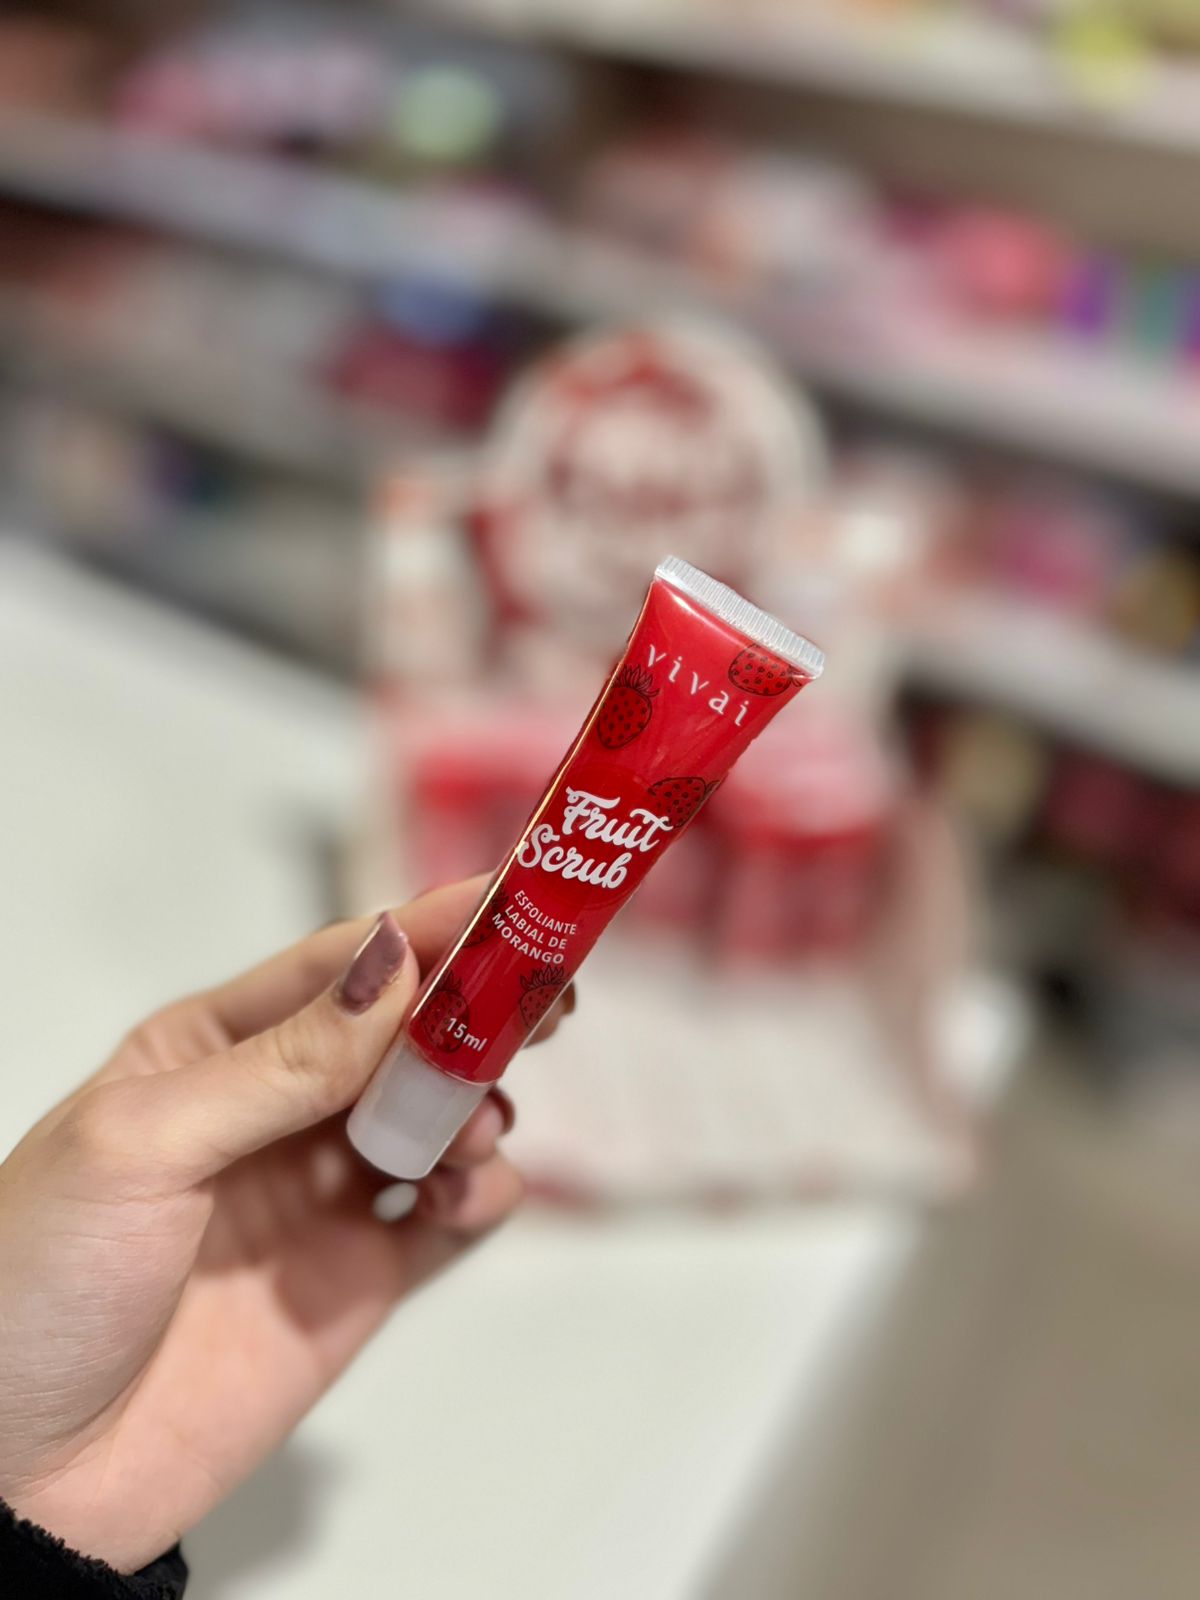 vivai
Fruit
Scrub
ESFOLIANTE
LABIAL DE
MORANGO
15ml